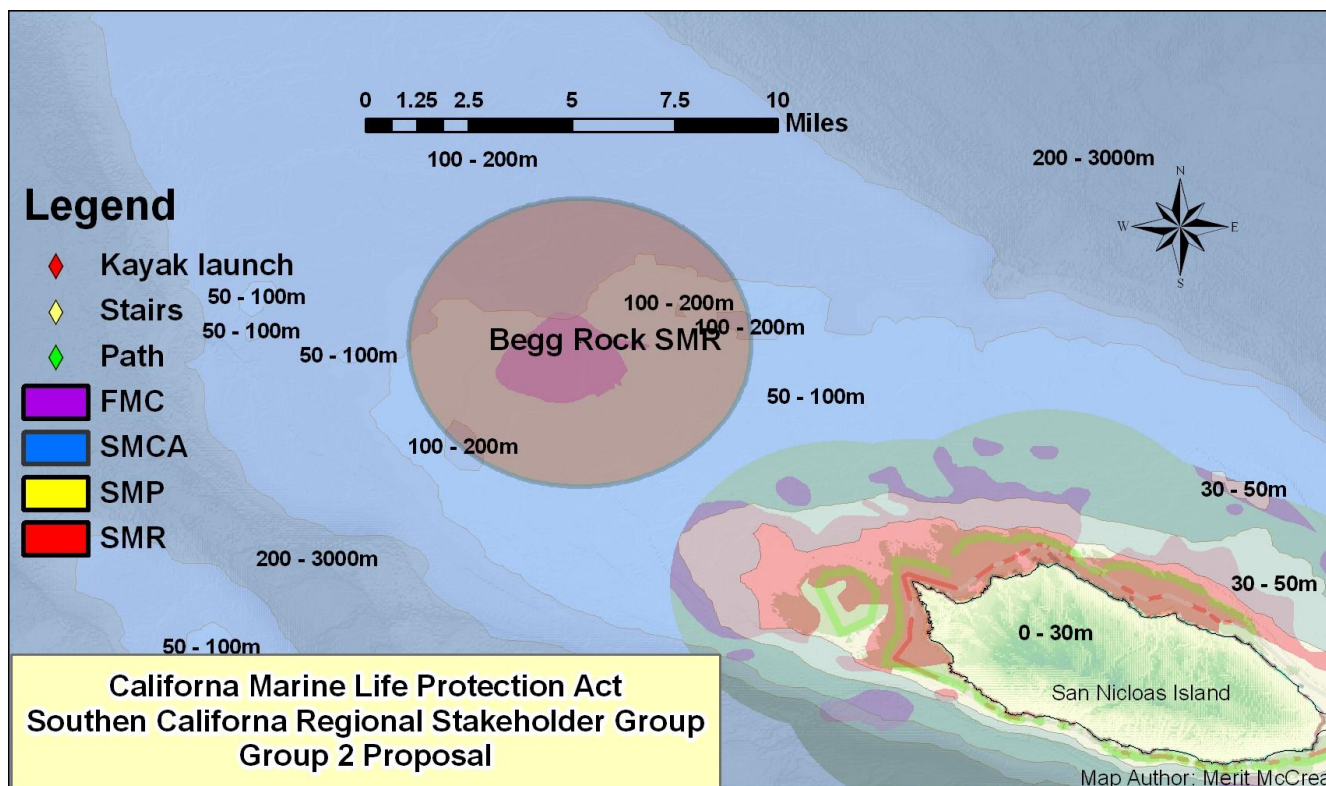 0 1.25 2.5 5 7.5 10
Miles
100 - 200m
200 - 3000m
N
W E
S
Legend
Kayak launch
Stairs
Path
FMC
SMCA
SMP
SMR
50 - 100m
50 - 100m
50 - 100m
100 - 200m
100 - 200m
Begg Rock SMR
50 - 100m
100 - 200m
30 - 50m
200 - 3000m
30 - 50m
0 - 30m
50 - 100m
San Nicloas Island
Californa Marine Life Protection Act
Southen Californa Regional Stakeholder Group
Group 2 Proposal
Map Author: Merit McCrea